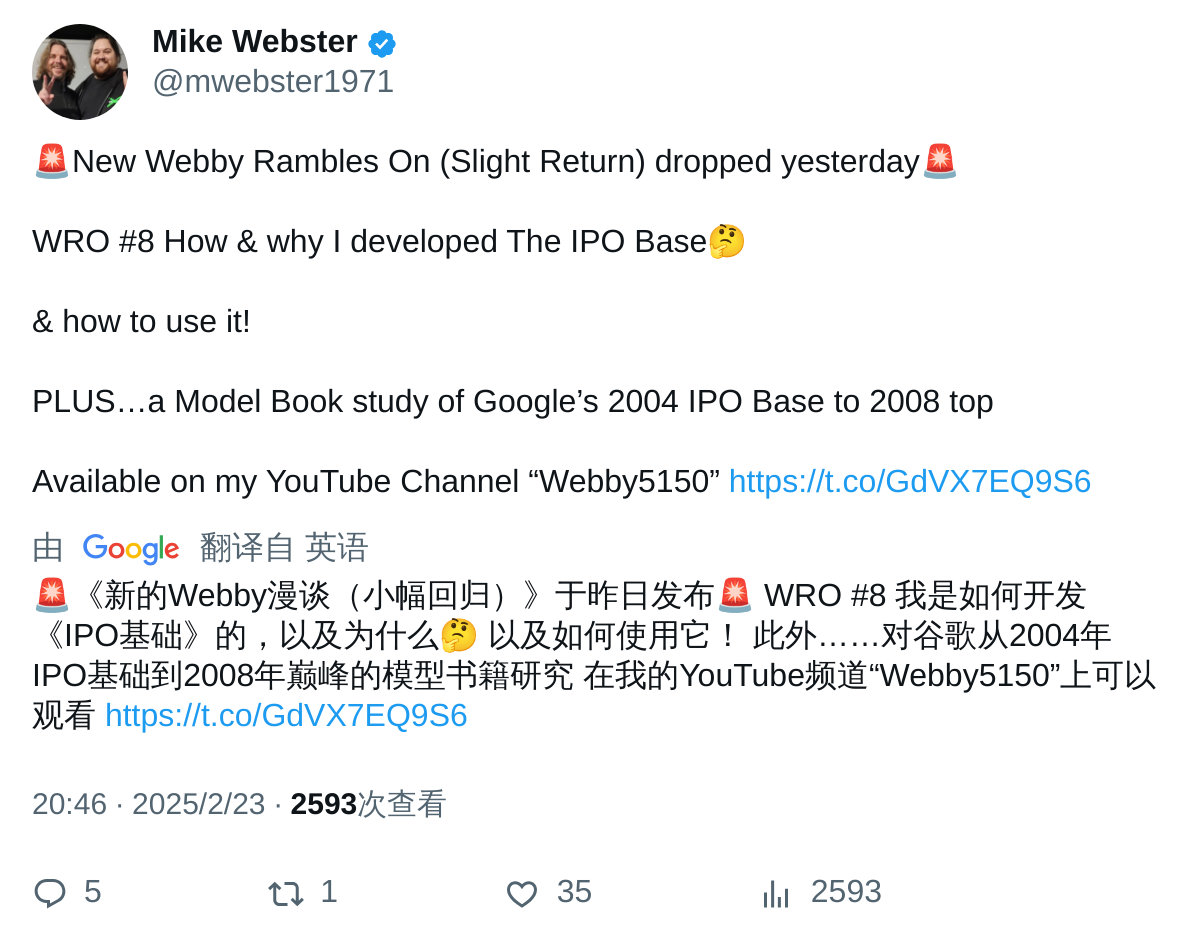 Mike Webster
@mwebster1971
🚨New Webby Rambles On (Slight Return) dropped yesterday🚨
WRO #8 How & why I developed The IPO Base🤔
& how to use it!
PLUS…a Model Book study of Google’s 2004 IPO Base to 2008 top
Available on my YouTube Channel “Webby5150” https://t.co/GdVX7EQ9S6
由 Google 翻译自 英语
🚨《新的Webby漫谈（小幅回归）》于昨日发布🚨 WRO #8 我是如何开发
《IPO基础》的，以及为什么🤔 以及如何使用它！ 此外……对谷歌从2004年
IPO基础到2008年巅峰的模型书籍研究 在我的YouTube频道“Webby5150”上可以
观看 https://t.co/GdVX7EQ9S6
20:46 · 2025/2/23 · 2593次查看
5 1 35 2593